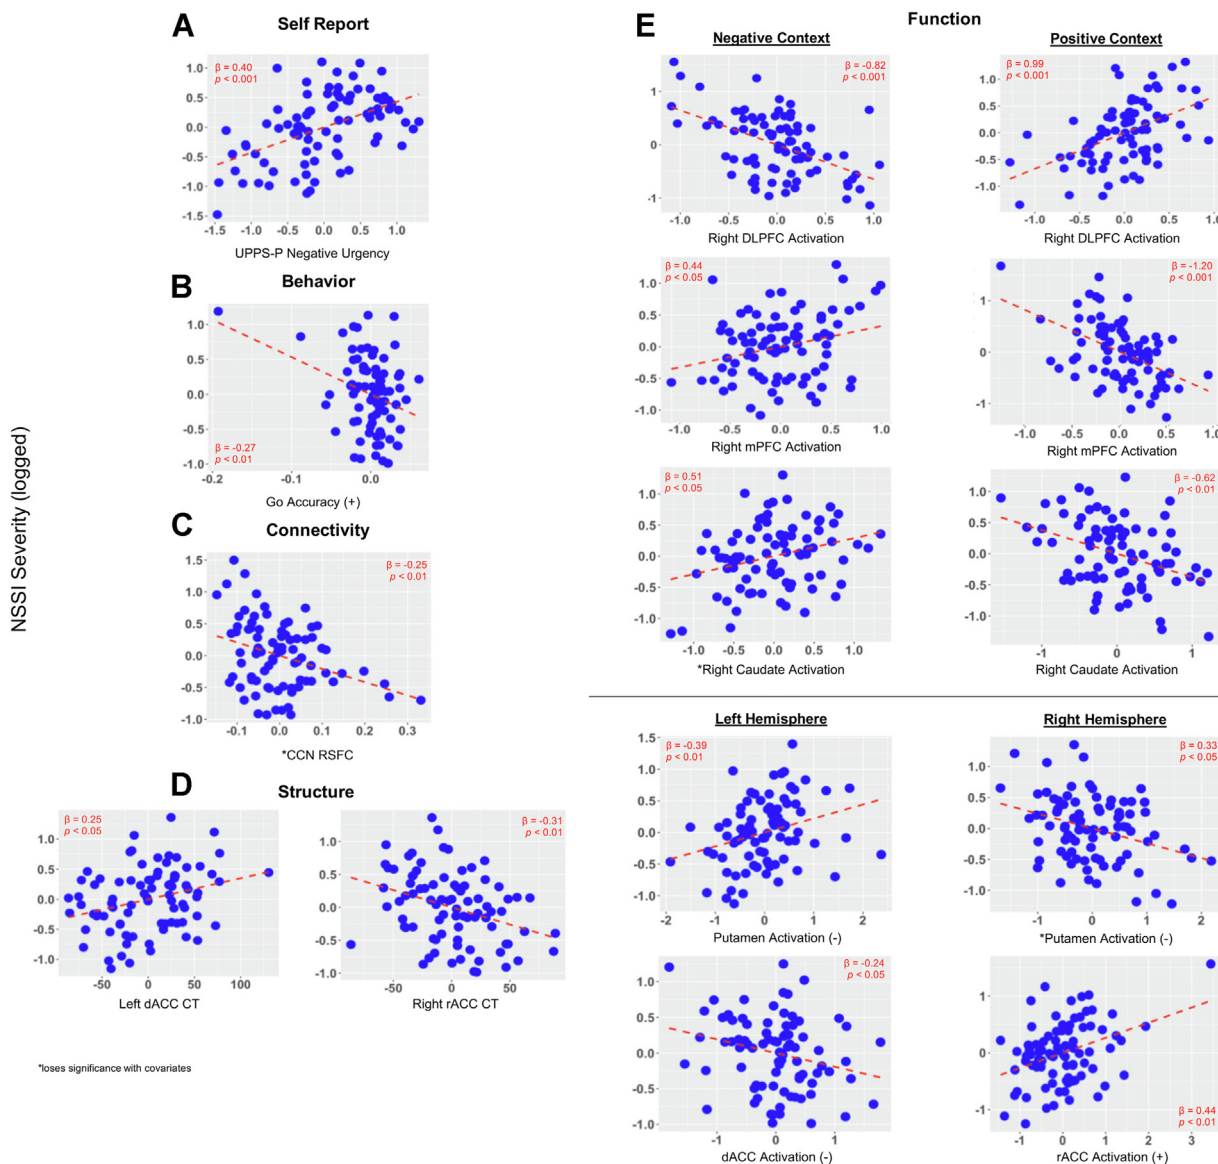 A
Self Report
β = 0.40
p < 0.001
1.0
0.5
0.0
-0.5
-1.0
-1.5
-1.5
-1.0
-0.5
0.0
0.5
1.0
UPPS-P Negative Urgency
B
Behavior
1.0
0.5
0.0
-0.5
-1.0
β = -0.27
p < 0.01
-0.2
-0.1
0.0
Go Accuracy (+)
NSSI Severity (logged)
C
Connectivity
β = -0.25
p < 0.01
1.5
1.0
0.5
0.0
-0.5
-1.0
-0.1
0.0
0.1
0.2
0.3
*CCN RSFC
D
Structure
β = 0.25
p < 0.05
1.0
0.5
0.0
-0.5
-1.0
-50
0
50
100
Left dACC CT
β = -0.31
p < 0.01
1.0
0.5
0.0
-0.5
-1.0
-50
0
50
Right rACC CT
*loses significance with covariates
E
Function
Negative Context
β = -0.82
p < 0.001
1
0
-1
-1.0
-0.5
0.0
0.5
1.0
Right DLPFC Activation
Positive Context
β = 0.99
p < 0.001
1.0
0.5
0.0
-0.5
-1.0
-1.0
-0.5
0.0
0.5
1.0
Right DLPFC Activation
β = 0.44
p < 0.05
1.0
0.5
0.0
-0.5
-1.0
-1.0
-0.5
0.0
0.5
1.0
Right mPFC Activation
β = -1.20
p < 0.001
1
0
-1
-1.0
-0.5
0.0
0.5
1.0
Right mPFC Activation
β = 0.51
p < 0.05
1.0
0.5
0.0
-0.5
-1.0
-1.0
-0.5
0.0
0.5
1.0
*Right Caudate Activation
β = -0.62
p < 0.01
1.0
0.5
0.0
-0.5
-1.0
-1
0
1
Right Caudate Activation
Left Hemisphere
β = -0.39
p < 0.01
1.5
1.0
0.5
0.0
-0.5
-1.0
-2
-1
0
1
2
Putamen Activation (-)
Right Hemisphere
β = 0.33
p < 0.05
1.0
0.5
0.0
-0.5
-1.0
-1
0
1
2
*Putamen Activation (-)
β = -0.24
p < 0.05
1.0
0.5
0.0
-0.5
-1.0
-1
0
1
dACC Activation (-)
β = 0.44
p < 0.01
1
0
-1
-1
0
1
2
3
rACC Activation (+)